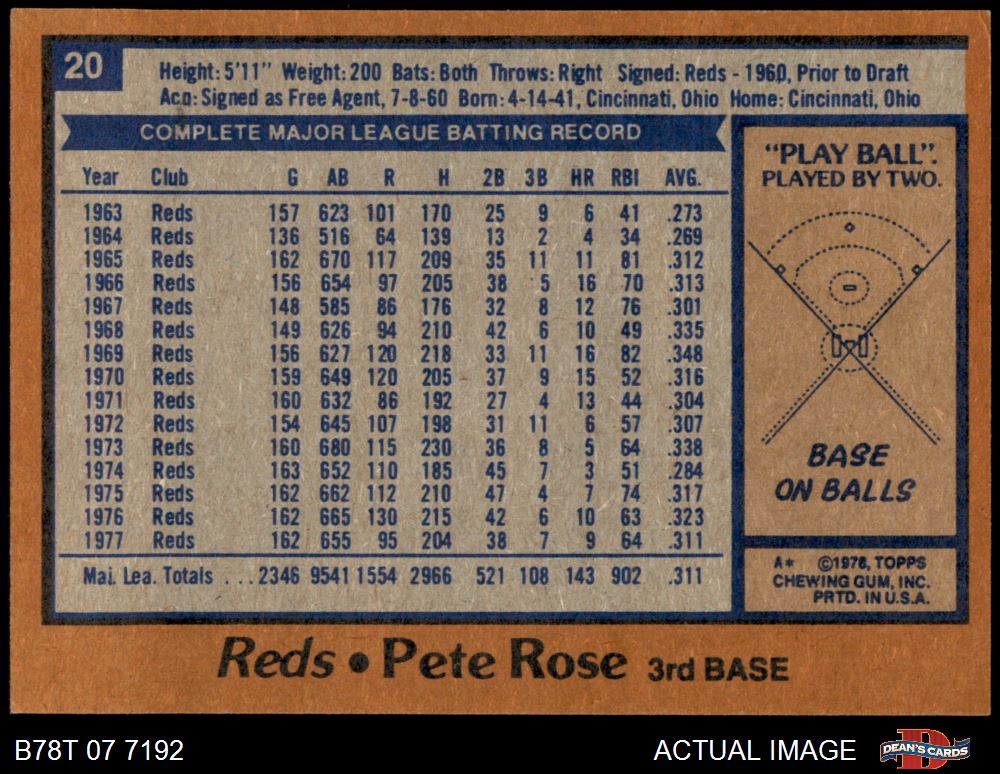 20
Height: 5'11" Weight: 200 Bats: Both Throws: Right Signed: Reds - 1960, Prior to Draft
Acq: Signed as Free Agent, 7-8-60 Born: 4-14-41, Cincinnati, Ohio Home: Cincinnati, Ohio
COMPLETE MAJOR LEAGUE BATTING RECORD
Year Club G AB R H 2B 3B HR RBI AVG.
1963 Reds 157 623 101 170 25 9 6 41 .273
1964 Reds 136 516 64 139 13 2 4 34 .269
1965 Reds 162 670 117 209 35 11 11 81 .312
1966 Reds 156 654 97 205 38 5 16 70 .313
1967 Reds 148 585 86 176 32 8 12 76 .301
1968 Reds 149 626 94 210 42 6 10 49 .335
1969 Reds 156 627 120 218 33 11 16 82 .348
1970 Reds 159 649 120 205 37 9 15 52 .316
1971 Reds 160 632 86 192 27 4 13 44 .304
1972 Reds 154 645 107 198 31 11 6 57 .307
1973 Reds 160 680 115 230 36 8 5 64 .338
1974 Reds 163 652 110 185 45 7 3 51 .284
1975 Reds 162 662 112 210 47 4 7 74 .317
1976 Reds 162 665 130 215 42 6 10 63 .323
1977 Reds 162 655 95 204 38 7 9 64 .311
Maj. Lea. Totals ... 2346 9541 1554 2966 521 108 143 902 .311
"PLAY BALL".
PLAYED BY TWO.
BASE
ON BALLS
A* ©1978, TOPPS
CHEWING GUM, INC.
PRTD. IN U.S.A.
Reds • Pete Rose 3rd BASE
B78T 07 7192
ACTUAL IMAGE
DEAN'S CARDS